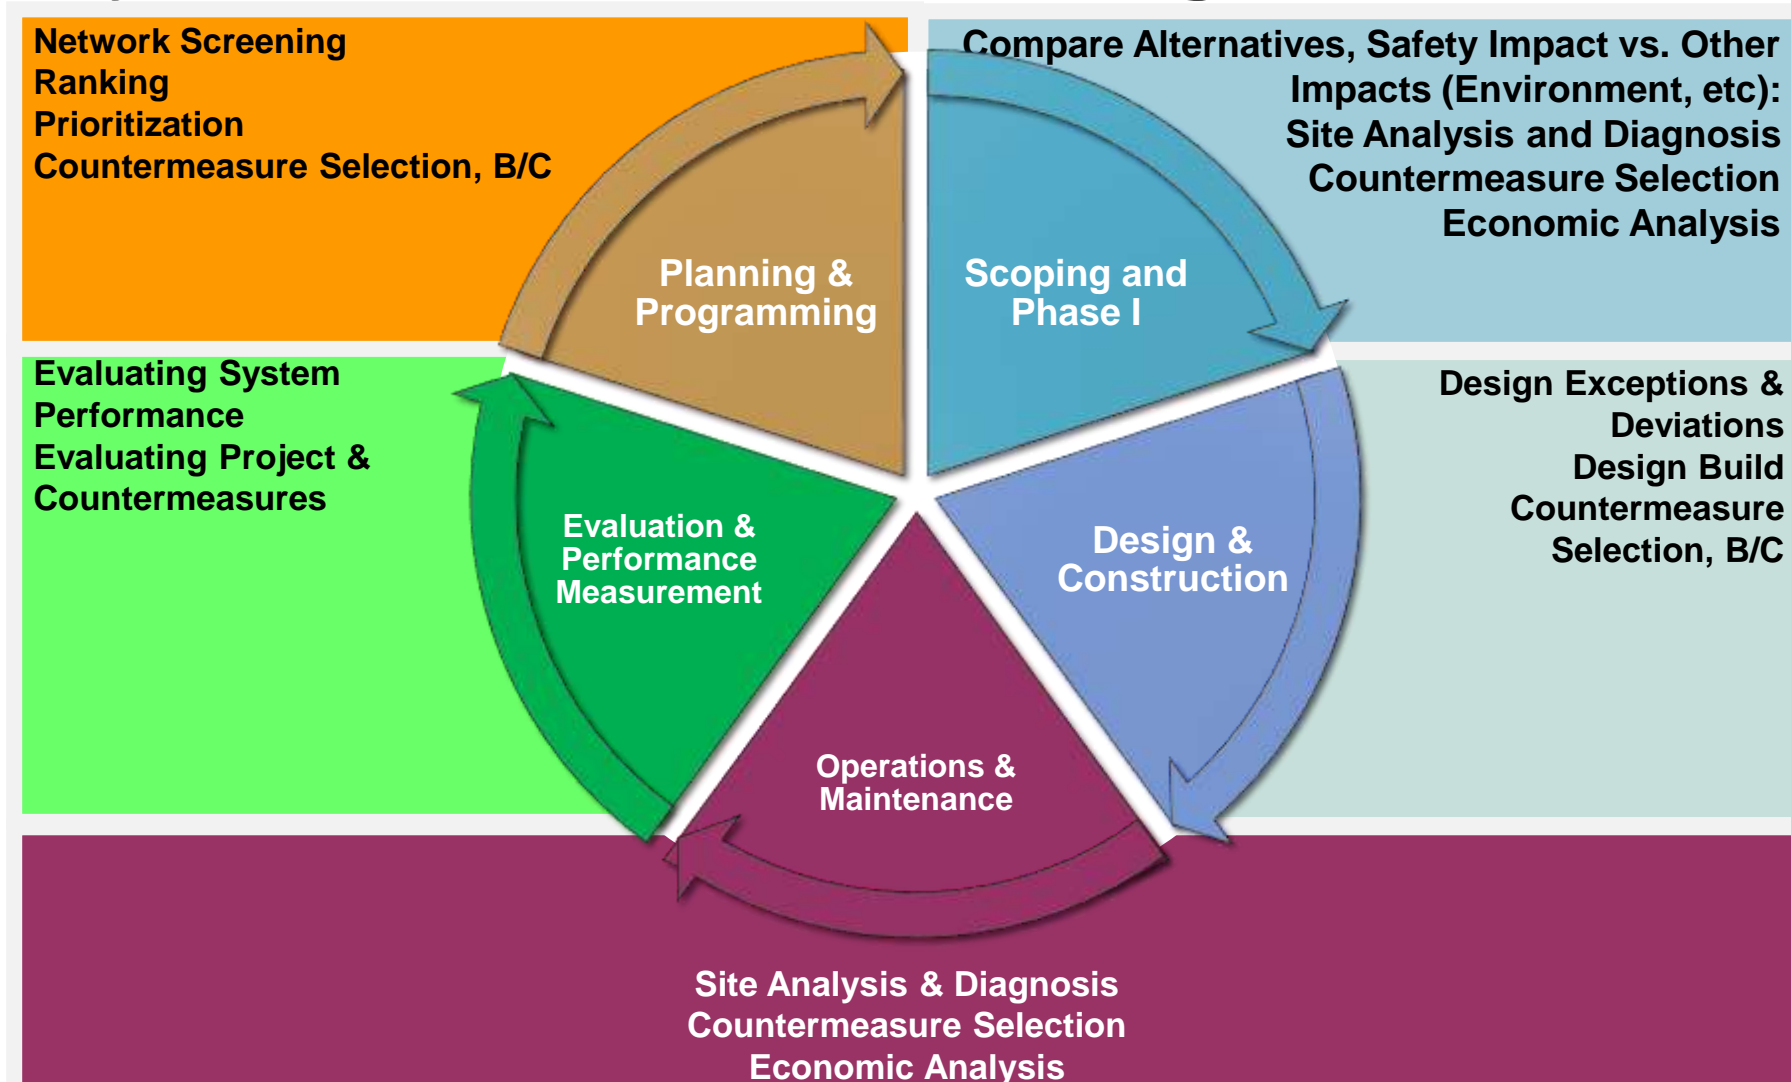 Network Screening
Ranking
Prioritization
Countermeasure Selection, B/C
Compare Alternatives, Safety Impact vs. Other
Impacts (Environment, etc):
Site Analysis and Diagnosis
Countermeasure Selection
Economic Analysis
Planning &
Programming
Scoping and
Phase I
Evaluating System
Performance
Evaluating Project &
Countermeasures
Design Exceptions &
Deviations
Design Build
Countermeasure
Selection, B/C
Evaluation &
Performance
Measurement
Design &
Construction
Operations &
Maintenance
Site Analysis & Diagnosis
Countermeasure Selection
Economic Analysis